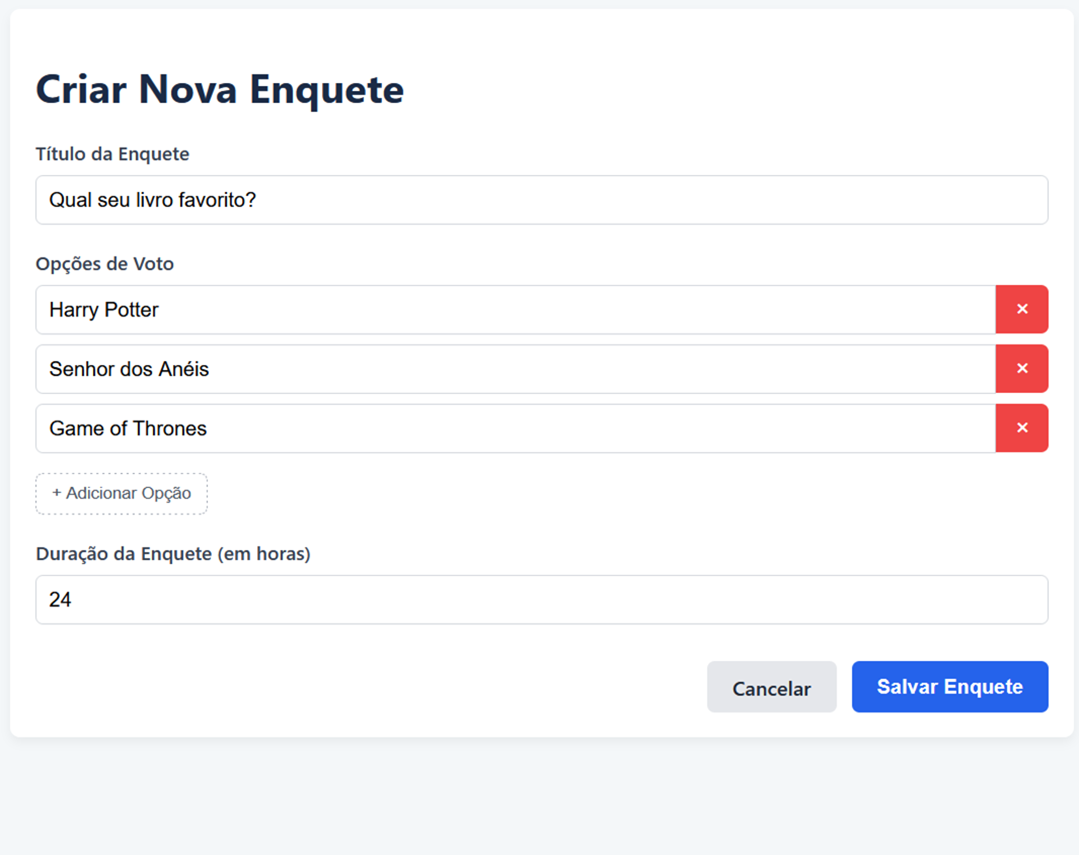 Criar Nova Enquete
Título da Enquete
Qual seu livro favorito?
Opções de Voto
Harry Potter
×
Senhor dos Anéis
×
Game of Thrones
×
+ Adicionar Opção
Duração da Enquete (em horas)
24
Cancelar
Salvar Enquete